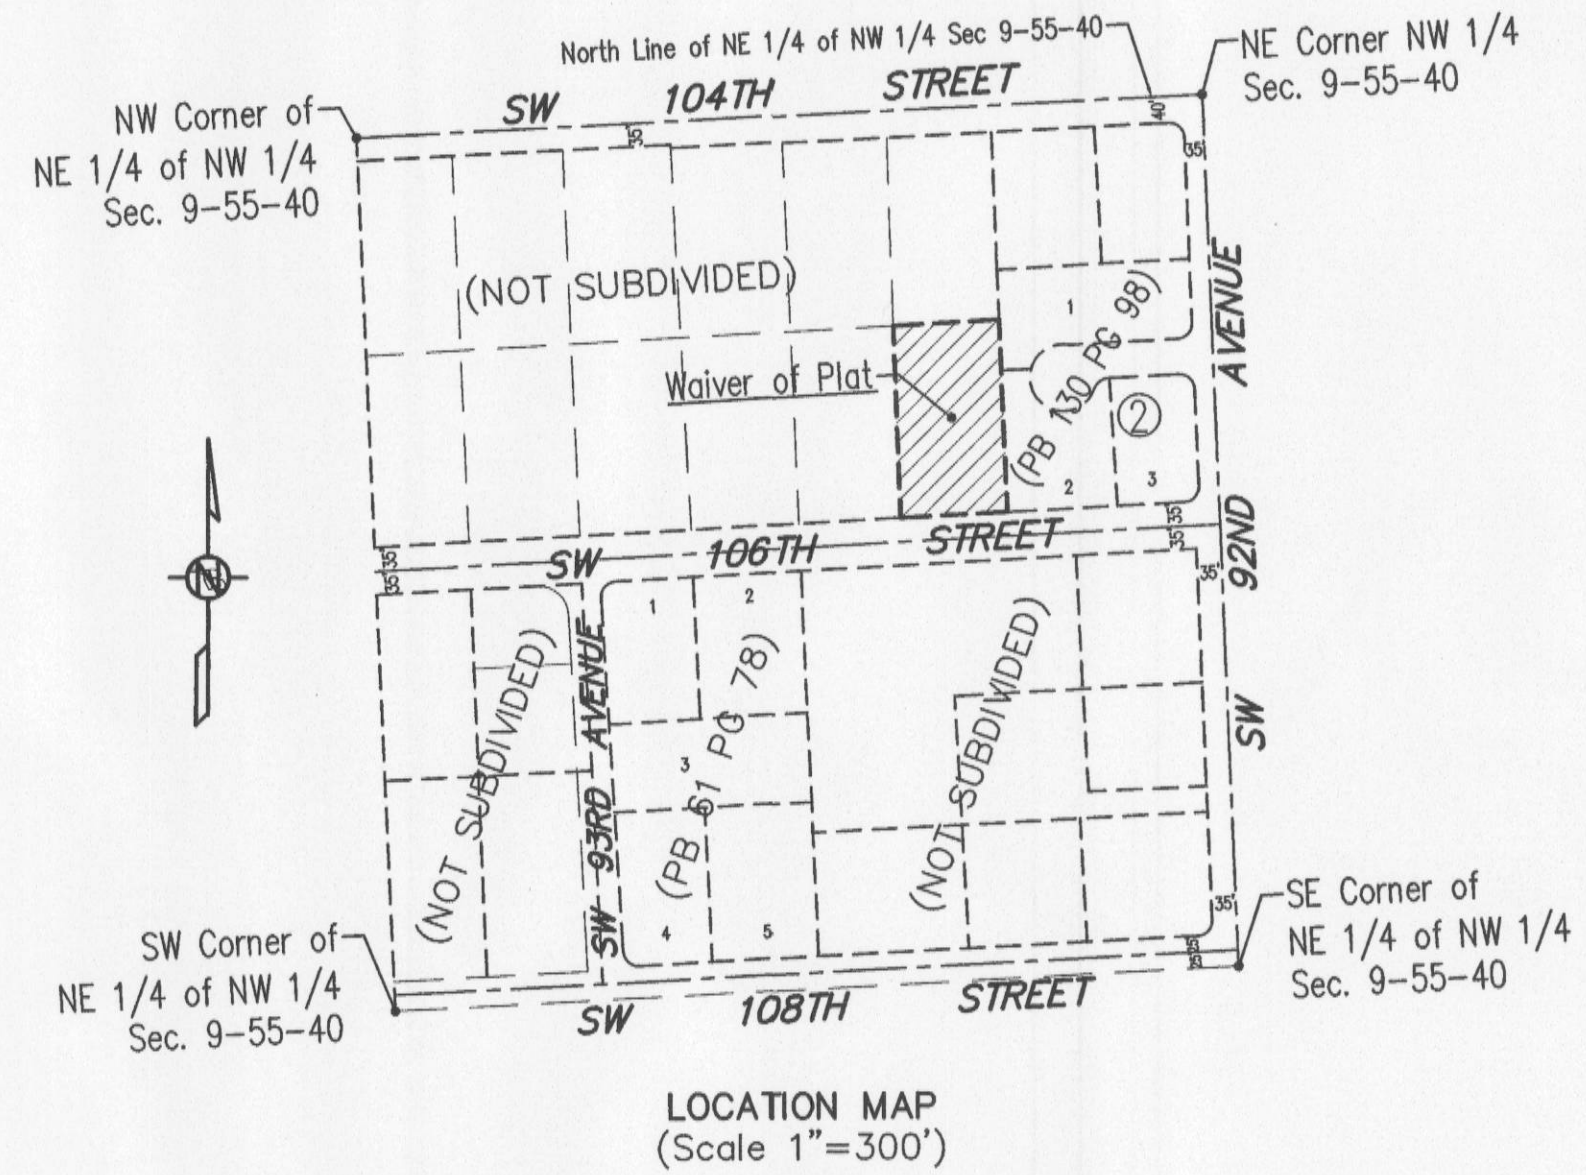 North Line of NE 1/4 of NW 1/4 Sec 9-55-40
NE Corner NW 1/4
Sec. 9-55-40
NW Corner of
NE 1/4 of NW 1/4
Sec. 9-55-40
SW 104TH STREET
40'
35'
35'
(NOT SUBDIVIDED)
1
(PB 130 PG 98)
Waiver of Plat
2
2
3
SW 92ND AVENUE
35'
35'
35'
35'
35'
SW 106TH STREET
N
1
2
3
4
5
(PB 61 PG 78)
SW 93RD AVENUE
(NOT SUBDIVIDED)
(NOT SUBDIVIDED)
35'
25'
25'
SE Corner of
NE 1/4 of NW 1/4
Sec. 9-55-40
SW Corner of
NE 1/4 of NW 1/4
Sec. 9-55-40
SW 108TH STREET
LOCATION MAP
(Scale 1"=300')